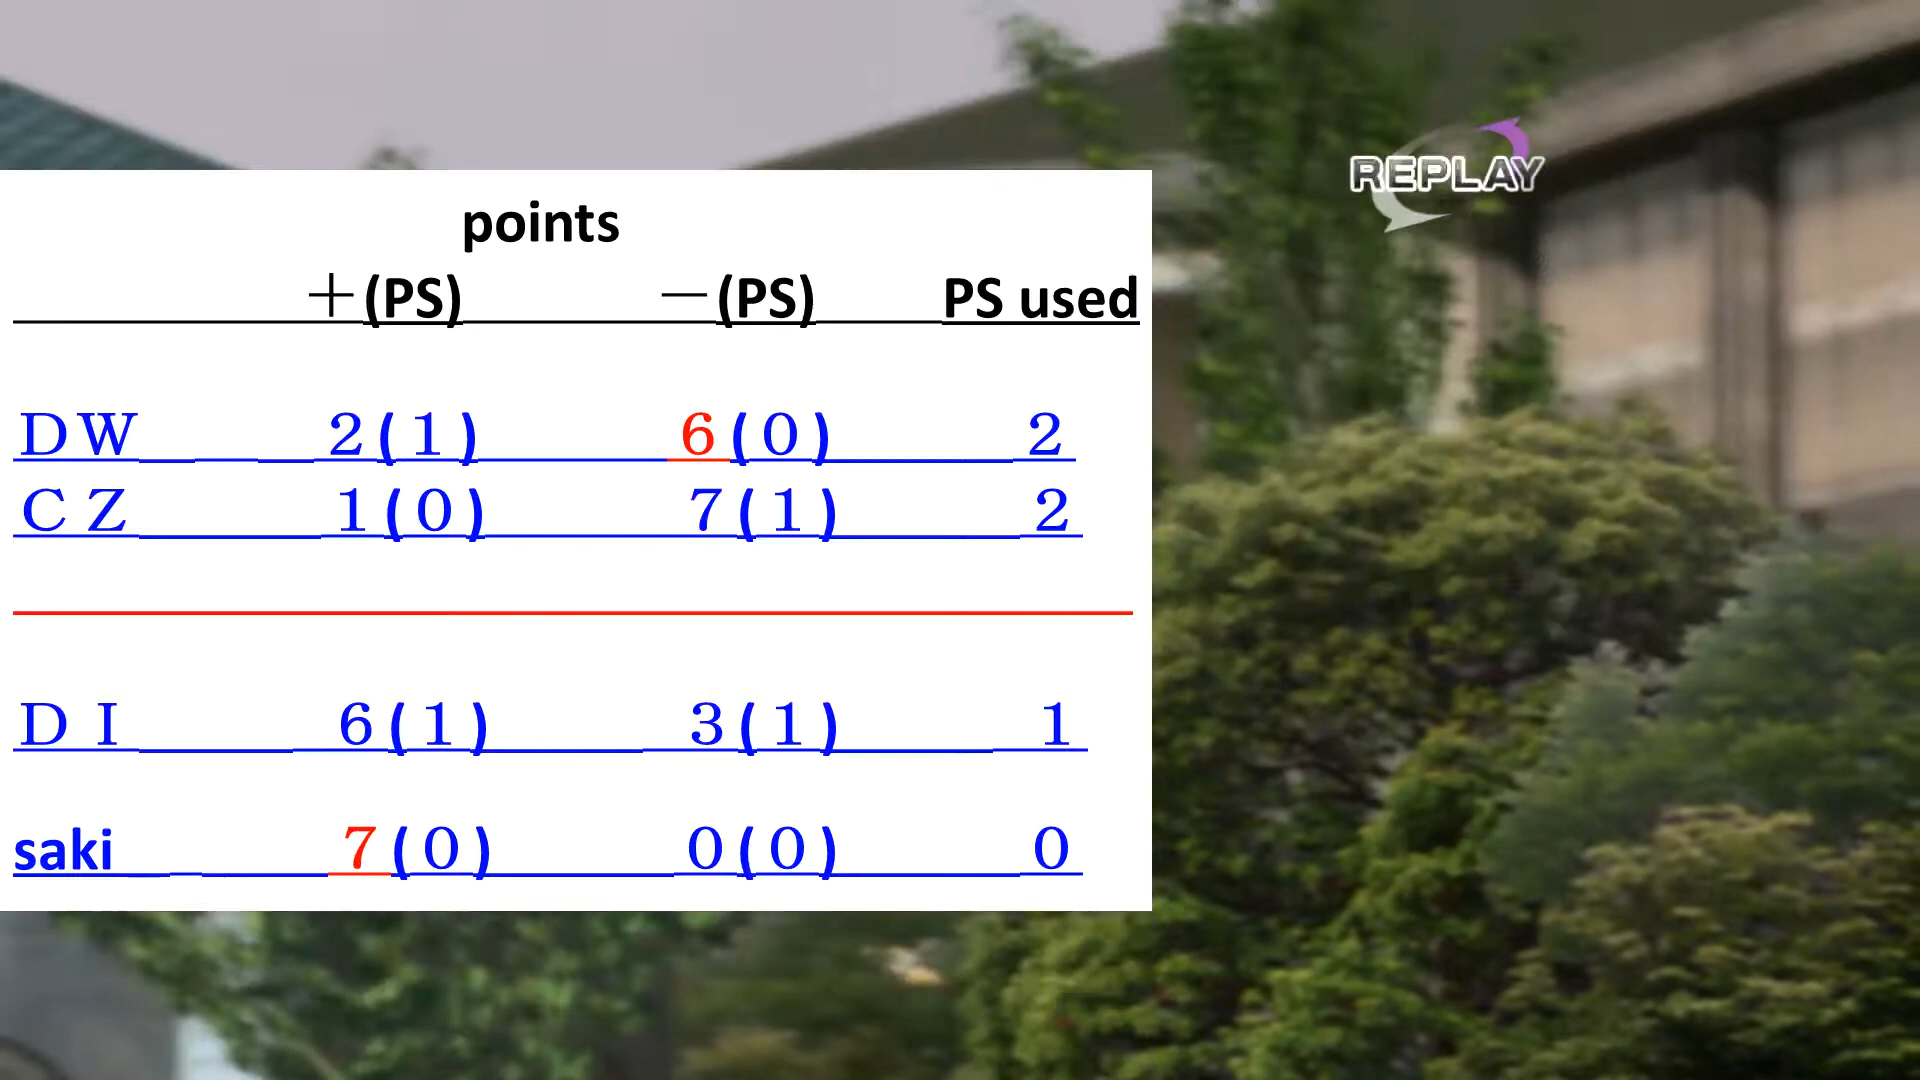 REPLAY
points
＋(PS) －(PS) PS used
ＤＷ 2(1) 6(0) 2
ＣＺ 1(0) 7(1) 2
ＤＩ 6(1) 3(1) 1
saki 7(0) 0(0) 0